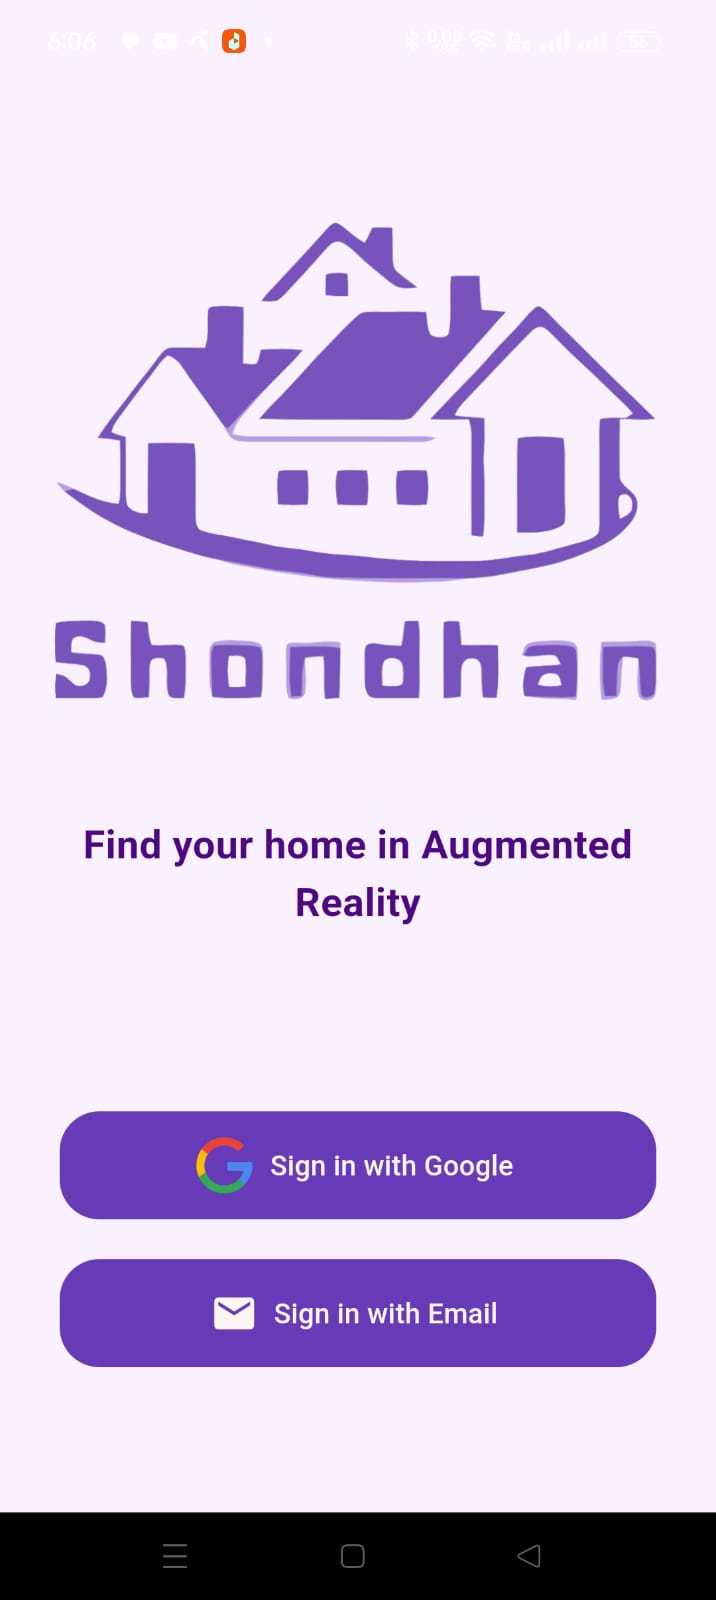 6:06
0.00
KB/S
56
Shondhan
Find your home in Augmented
Reality
Sign in with Google
Sign in with Email